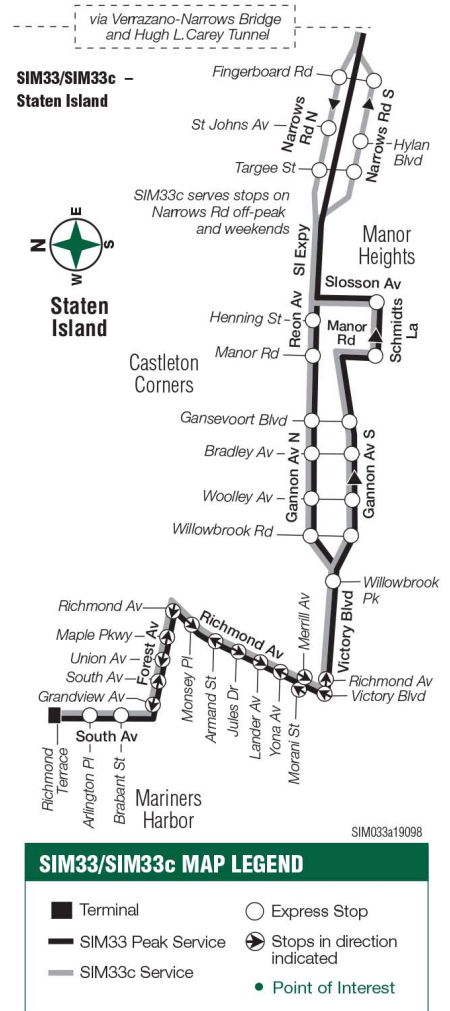 via Verrazano-Narrows Bridge
and Hugh L. Carey Tunnel
SIM33/SIM33c –
Staten Island
Fingerboard Rd
St Johns Av
Targee St
Narrows
Rd N
Narrows Rd S
Hylan
Blvd
SIM33c serves stops on
Narrows Rd off-peak
and weekends
SI Expy
Manor
Heights
N
E
S
W
Staten
Island
Slosson Av
Henning St
Reon Av
Manor
Rd
Schmidts
La
Manor Rd
Castleton
Corners
Gansevoort Blvd
Bradley Av
Gannon Av N
Gannon Av S
Woolley Av
Willowbrook Rd
Willowbrook
Pk
Victory Blvd
Merrill Av
Richmond Av
Richmond Av
Maple Pkwy
Forest Av
Union Av
South Av
Grandview Av
Monsey Pl
Armand St
Jules Dr
Lander Av
Yona Av
Morani St
Richmond Av
Victory Blvd
South Av
Richmond
Terrace
Arlington Pl
Brabant St
Mariners
Harbor
SIM033a19098
SIM33/SIM33c MAP LEGEND
Terminal
Express Stop
SIM33 Peak Service
Stops in direction
indicated
SIM33c Service
Point of Interest